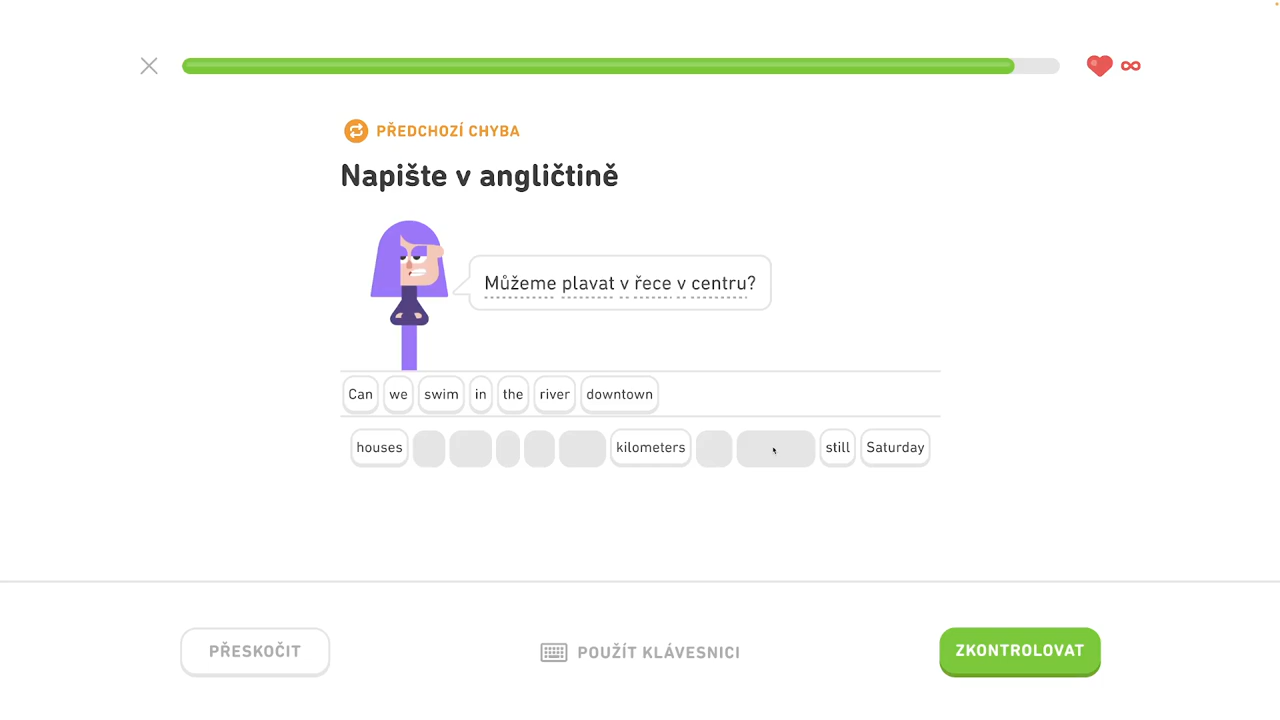 PŘEDCHOZÍ CHYBA
Napište v angličtině
Můžeme plavat v řece v centru?
Can we swim in the river downtown
houses kilometers still Saturday
PŘESKOČIT POUŽÍT KLÁVESNICI ZKONTROLOVAT